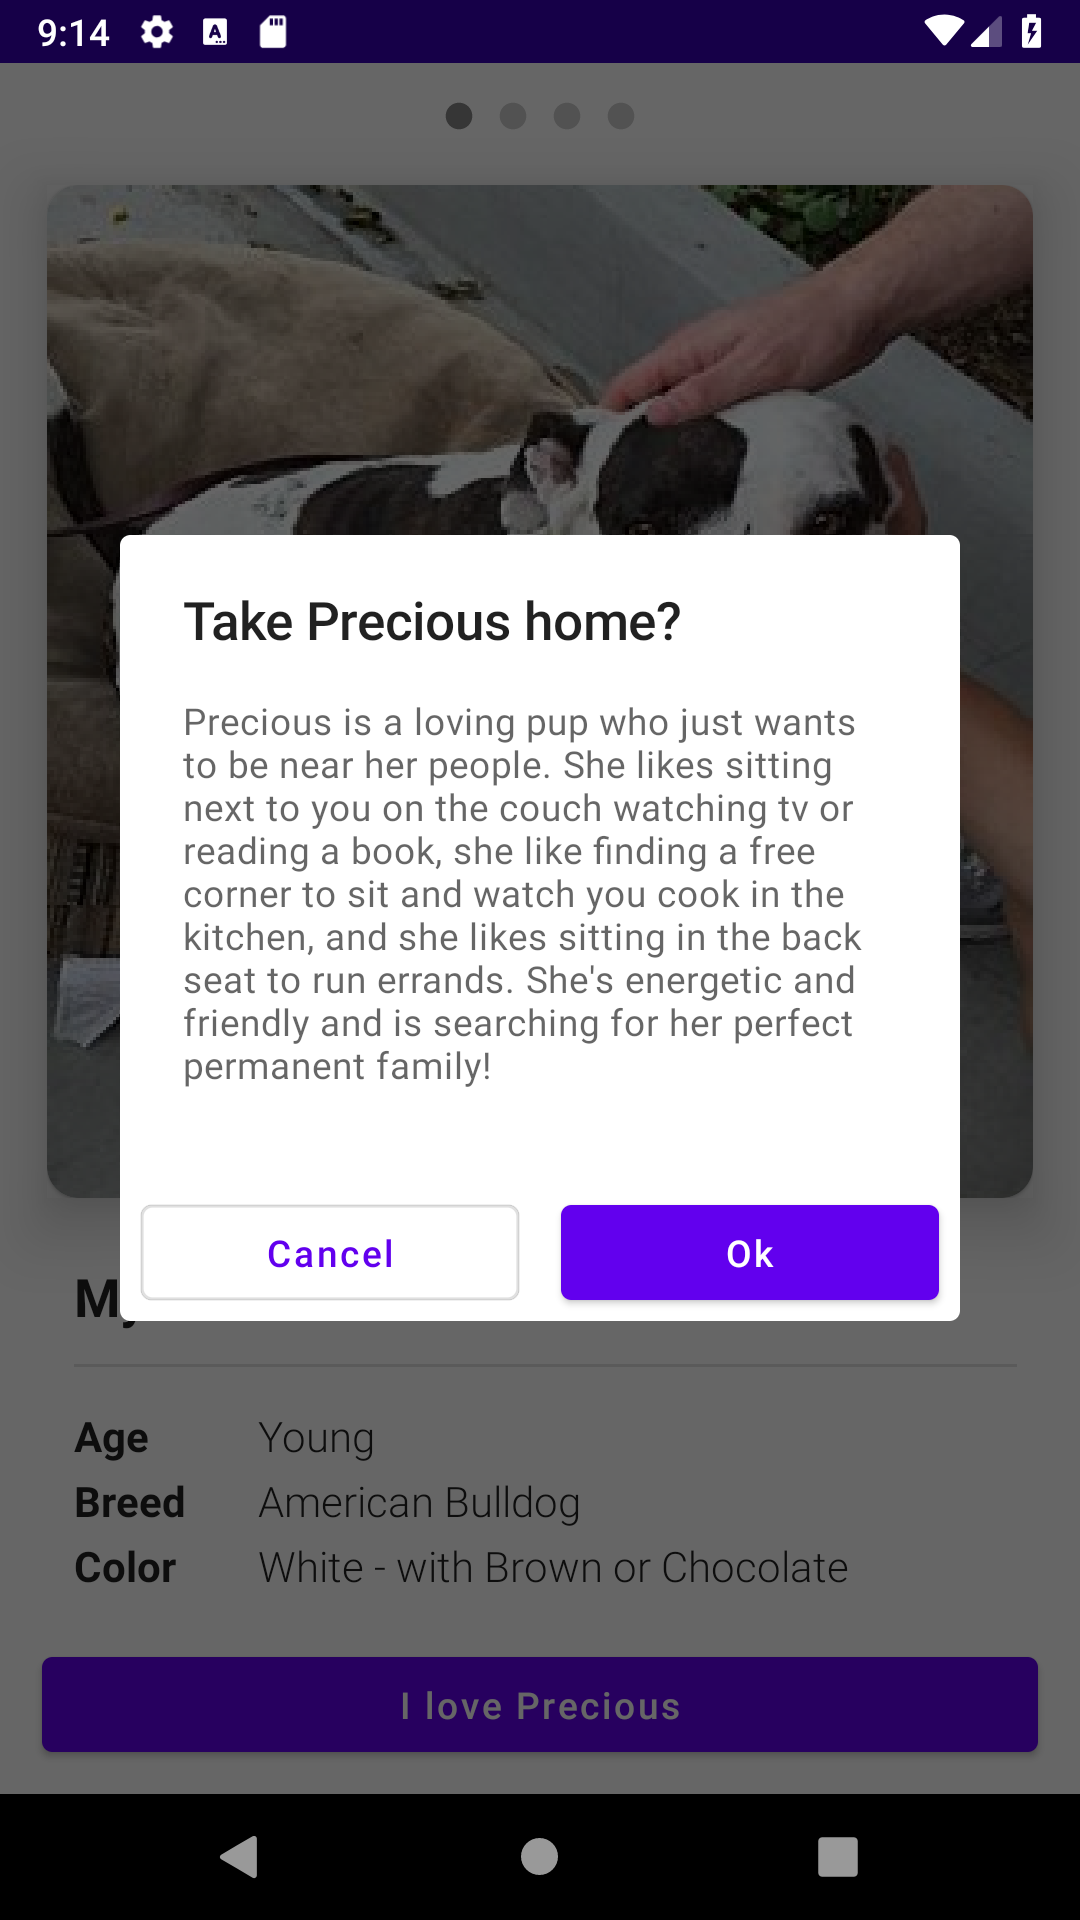 9:14
Take Precious home?
Precious is a loving pup who just wants
to be near her people. She likes sitting
next to you on the couch watching tv or
reading a book, she like finding a free
corner to sit and watch you cook in the
kitchen, and she likes sitting in the back
seat to run errands. She's energetic and
friendly and is searching for her perfect
permanent family!
Cancel Ok
Age Young
Breed American Bulldog
Color White - with Brown or Chocolate
I love Precious